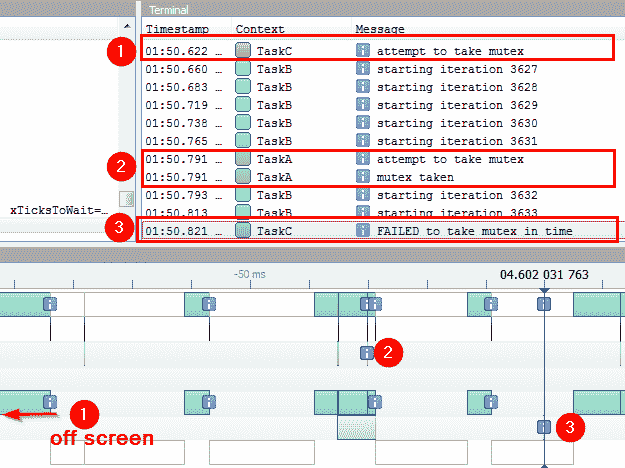 Terminal
Timestamp Context Message
1 01:50.622 ... TaskC attempt to take mutex
01:50.660 ... TaskB starting iteration 3627
01:50.683 ... TaskB starting iteration 3628
01:50.719 ... TaskB starting iteration 3629
01:50.738 ... TaskB starting iteration 3630
01:50.765 ... TaskB starting iteration 3631
2 01:50.791 ... TaskA attempt to take mutex
01:50.791 ... TaskA mutex taken
01:50.793 ... TaskB starting iteration 3632
xTicksToWait=... 01:50.813 ... TaskB starting iteration 3633
3 01:50.821 ... TaskC FAILED to take mutex in time
-50 ms 04.602 031 763
2
1
off screen
3